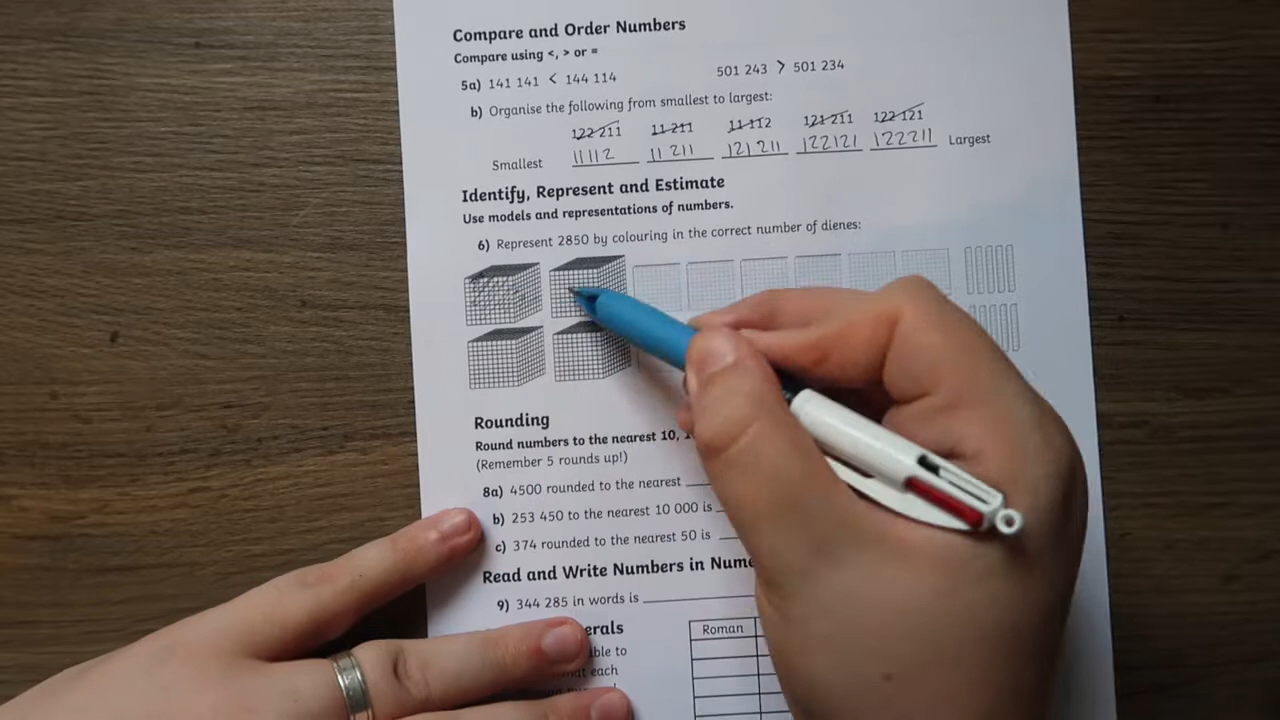 Compare and Order Numbers
Compare using <, > or =
5a) 141 141 < 144 114 501 243 > 501 234
b) Organise the following from smallest to largest:
122 211 11 211 11 112 121 211 122 121
Smallest 11112 11 211 121 211 122121 122211 Largest
Identify, Represent and Estimate
Use models and representations of numbers.
6) Represent 2850 by colouring in the correct number of dienes:
Rounding
Round numbers to the nearest 10,
(Remember 5 rounds up!)
8a) 4500 rounded to the nearest
b) 253 450 to the nearest 10 000 is
c) 374 rounded to the nearest 50 is
Read and Write Numbers in
9) 344 285 in words is
Roman